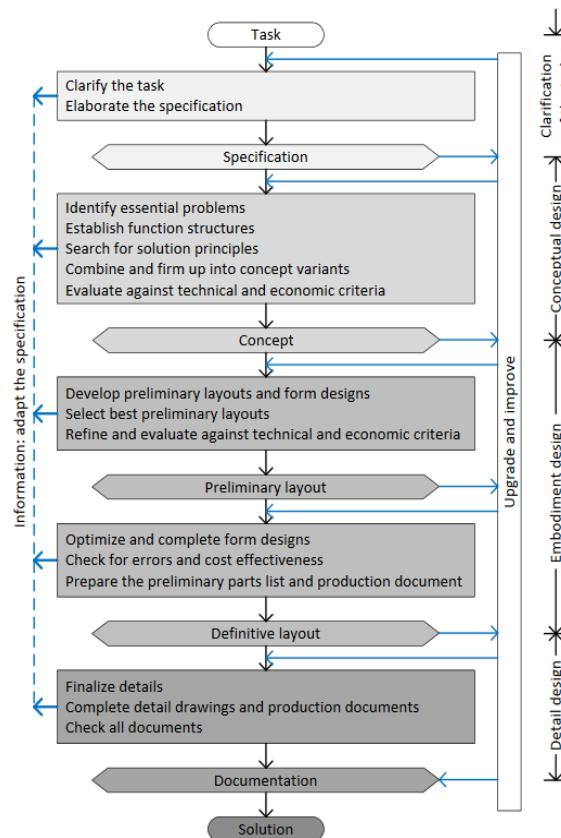 Task
Clarify the task
Elaborate the specification
Specification
Identify essential problems
Establish function structures
Search for solution principles
Combine and firm up into concept variants
Evaluate against technical and economic criteria
Concept
Develop preliminary layouts and form designs
Select best preliminary layouts
Refine and evaluate against technical and economic criteria
Preliminary layout
Optimize and complete form designs
Check for errors and cost effectiveness
Prepare the preliminary parts list and production document
Definitive layout
Finalize details
Complete detail drawings and production documents
Check all documents
Documentation
Solution
Information: adapt the specification
Upgrade and improve
Clarification
Conceptual design
Embodiment design
Detail design